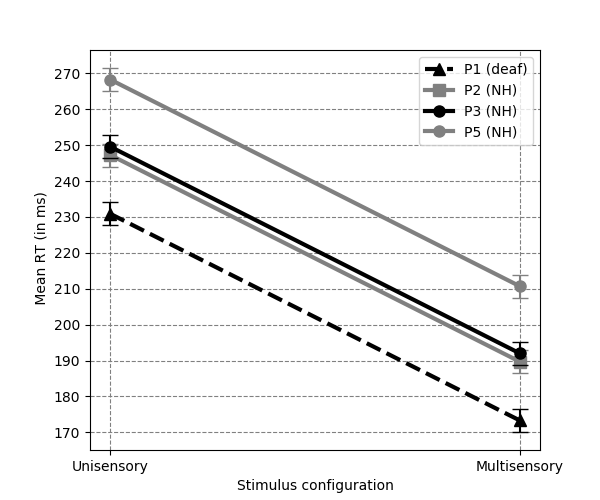 P1 (deaf)
P2 (NH)
P3 (NH)
P5 (NH)
270
260
250
240
230
220
210
200
190
180
170
Mean RT (in ms)
Unisensory Multisensory
Stimulus configuration